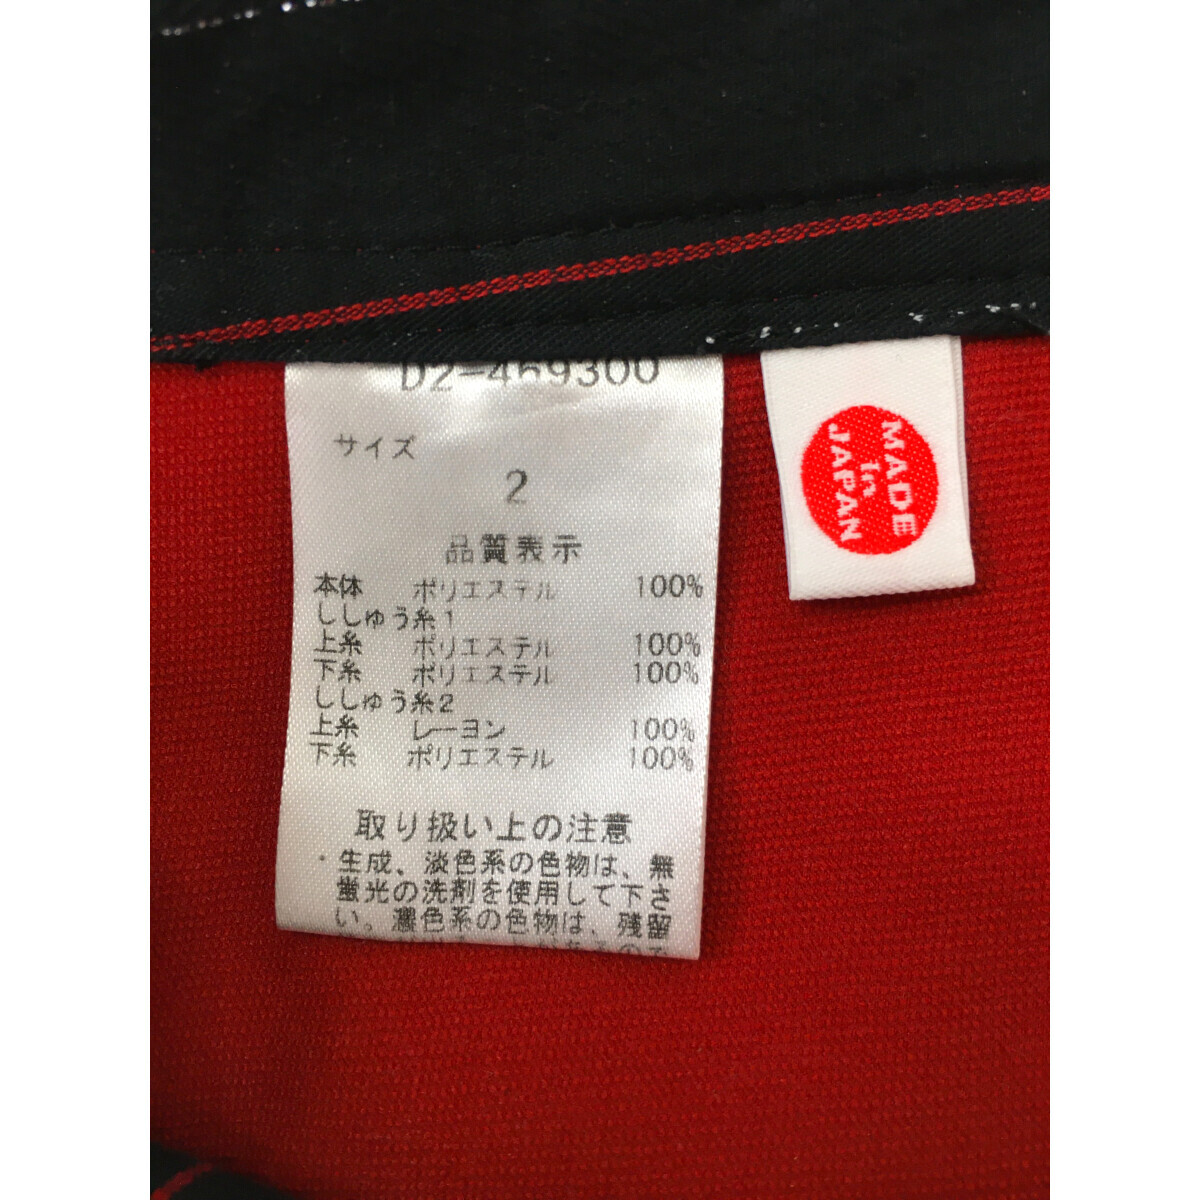 D2-469300
サイズ
2
品質表示
本体 ポリエステル 100%
ししゅう糸1
上糸 ポリエステル 100%
下糸 ポリエステル 100%
ししゅう糸2
上糸 レーヨン 100%
下糸 ポリエステル 100%
取り扱い上の注意
・生成、淡色系の色物は、無
蛍光の洗剤を使用して下さ
い。濃色系の色物は、残留
MADE
in
JAPAN